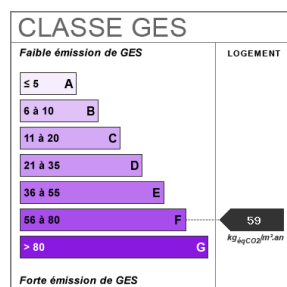 CLASSE GES
Faible émission de GES
LOGEMENT
≤ 5 A
6 à 10 B
11 à 20 C
21 à 35 D
36 à 55 E
56 à 80 F
59
kgéqCO2/m².an
> 80 G
Forte émission de GES